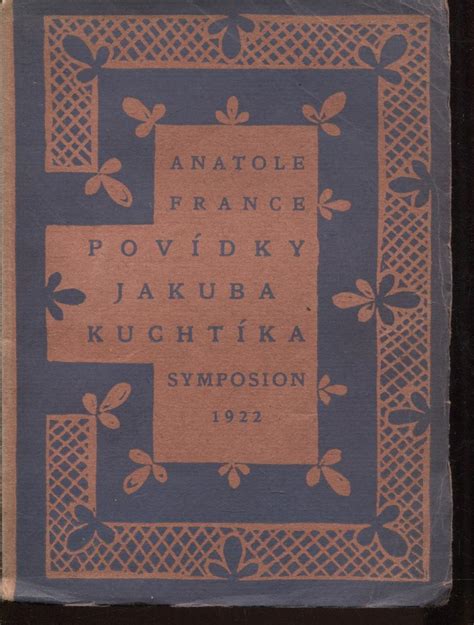 ANATOLE
FRANCE
POVÍDKY
JAKUBA
KUCHTÍKA
SYMPOSION
1922